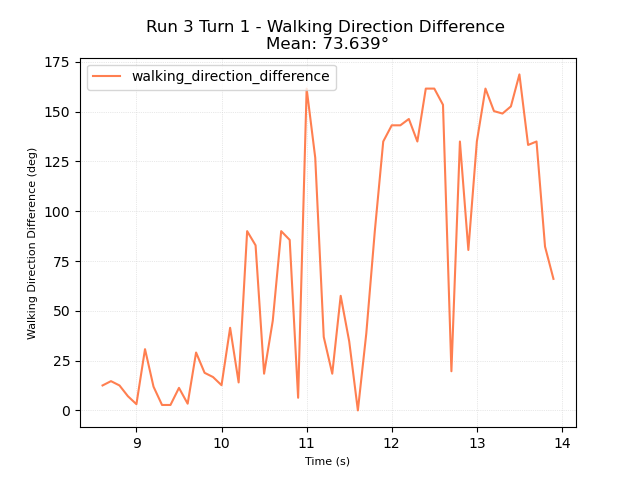 Run 3 Turn 1 - Walking Direction Difference
Mean: 73.639°
walking_direction_difference
175
150
125
100
75
50
25
0
Walking Direction Difference (deg)
9 10 11 12 13 14
Time (s)